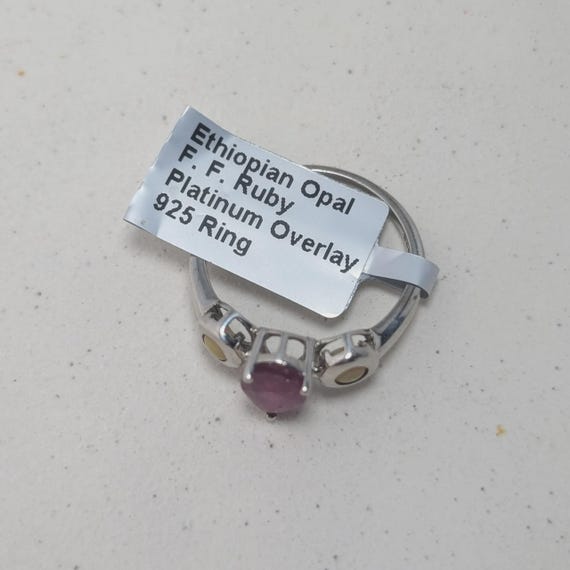 Ethiopian Opal
F. F. Ruby
Platinum Overlay
925 Ring